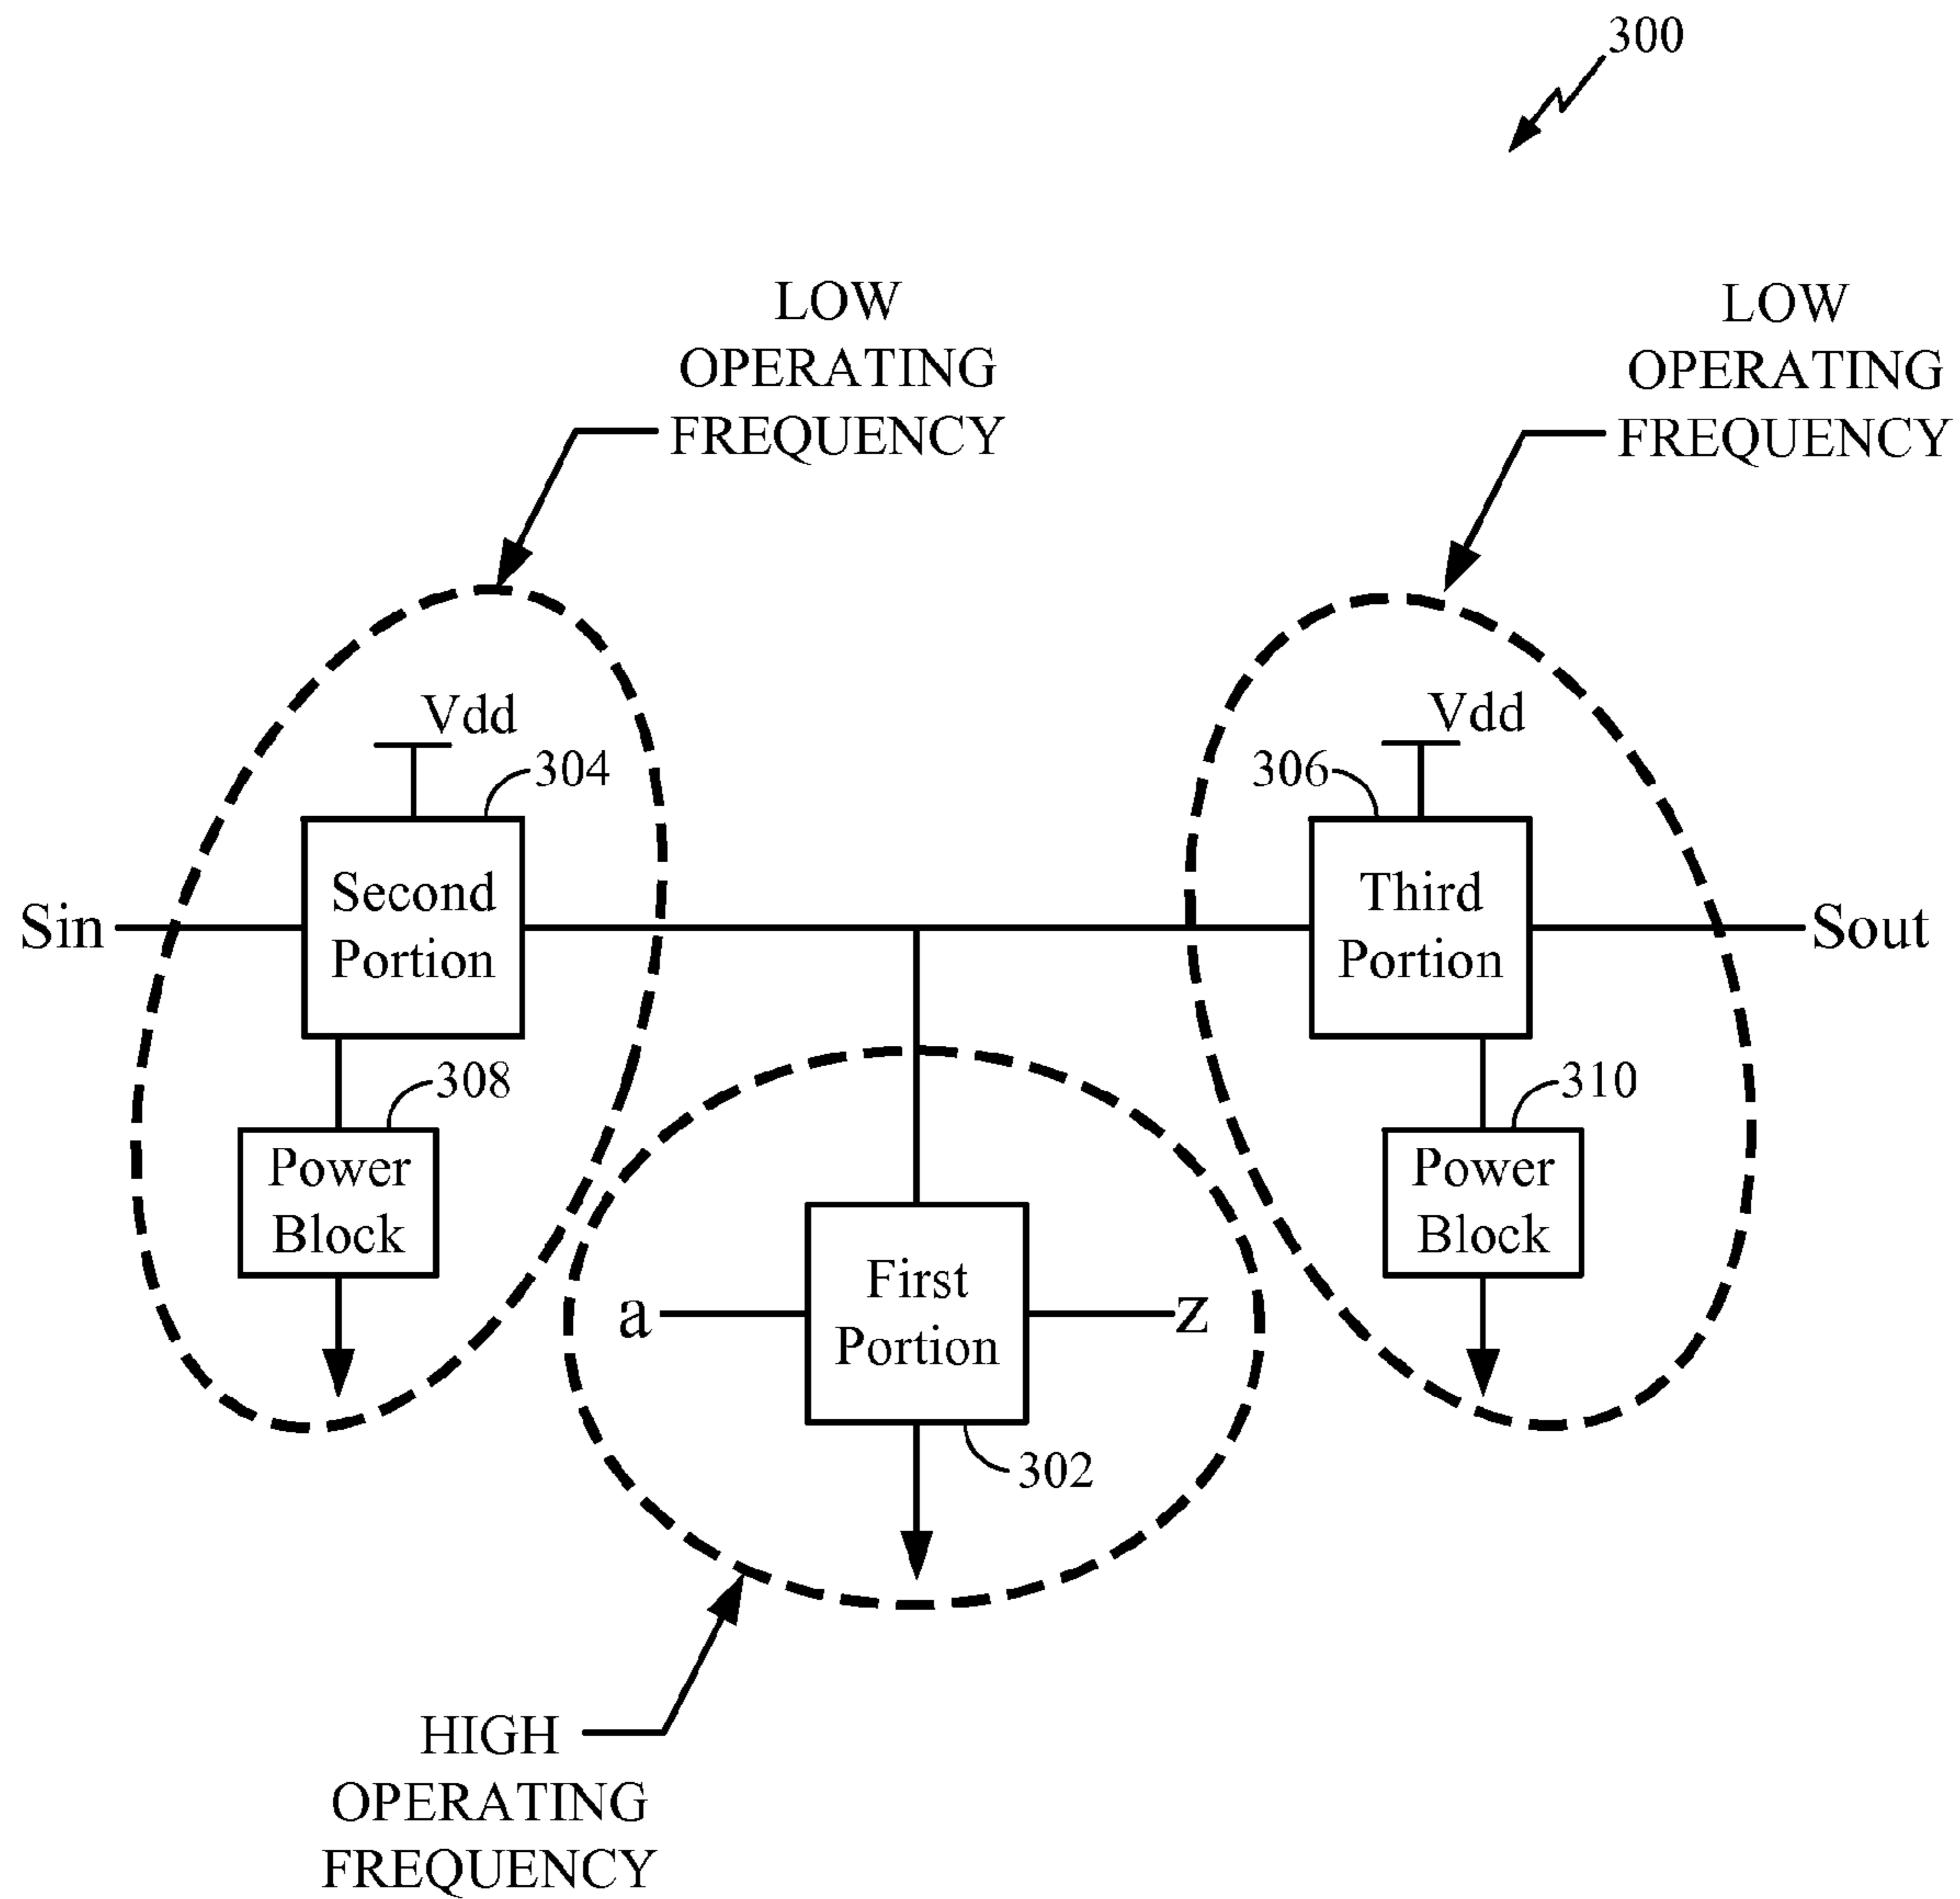 300
LOW
OPERATING
FREQUENCY
LOW
OPERATING
FREQUENCY
Vdd
304
Second
Portion
Sin
308
Power
Block
Vdd
306
Third
Portion
Sout
310
Power
Block
a
First
Portion
z
302
HIGH
OPERATING
FREQUENCY